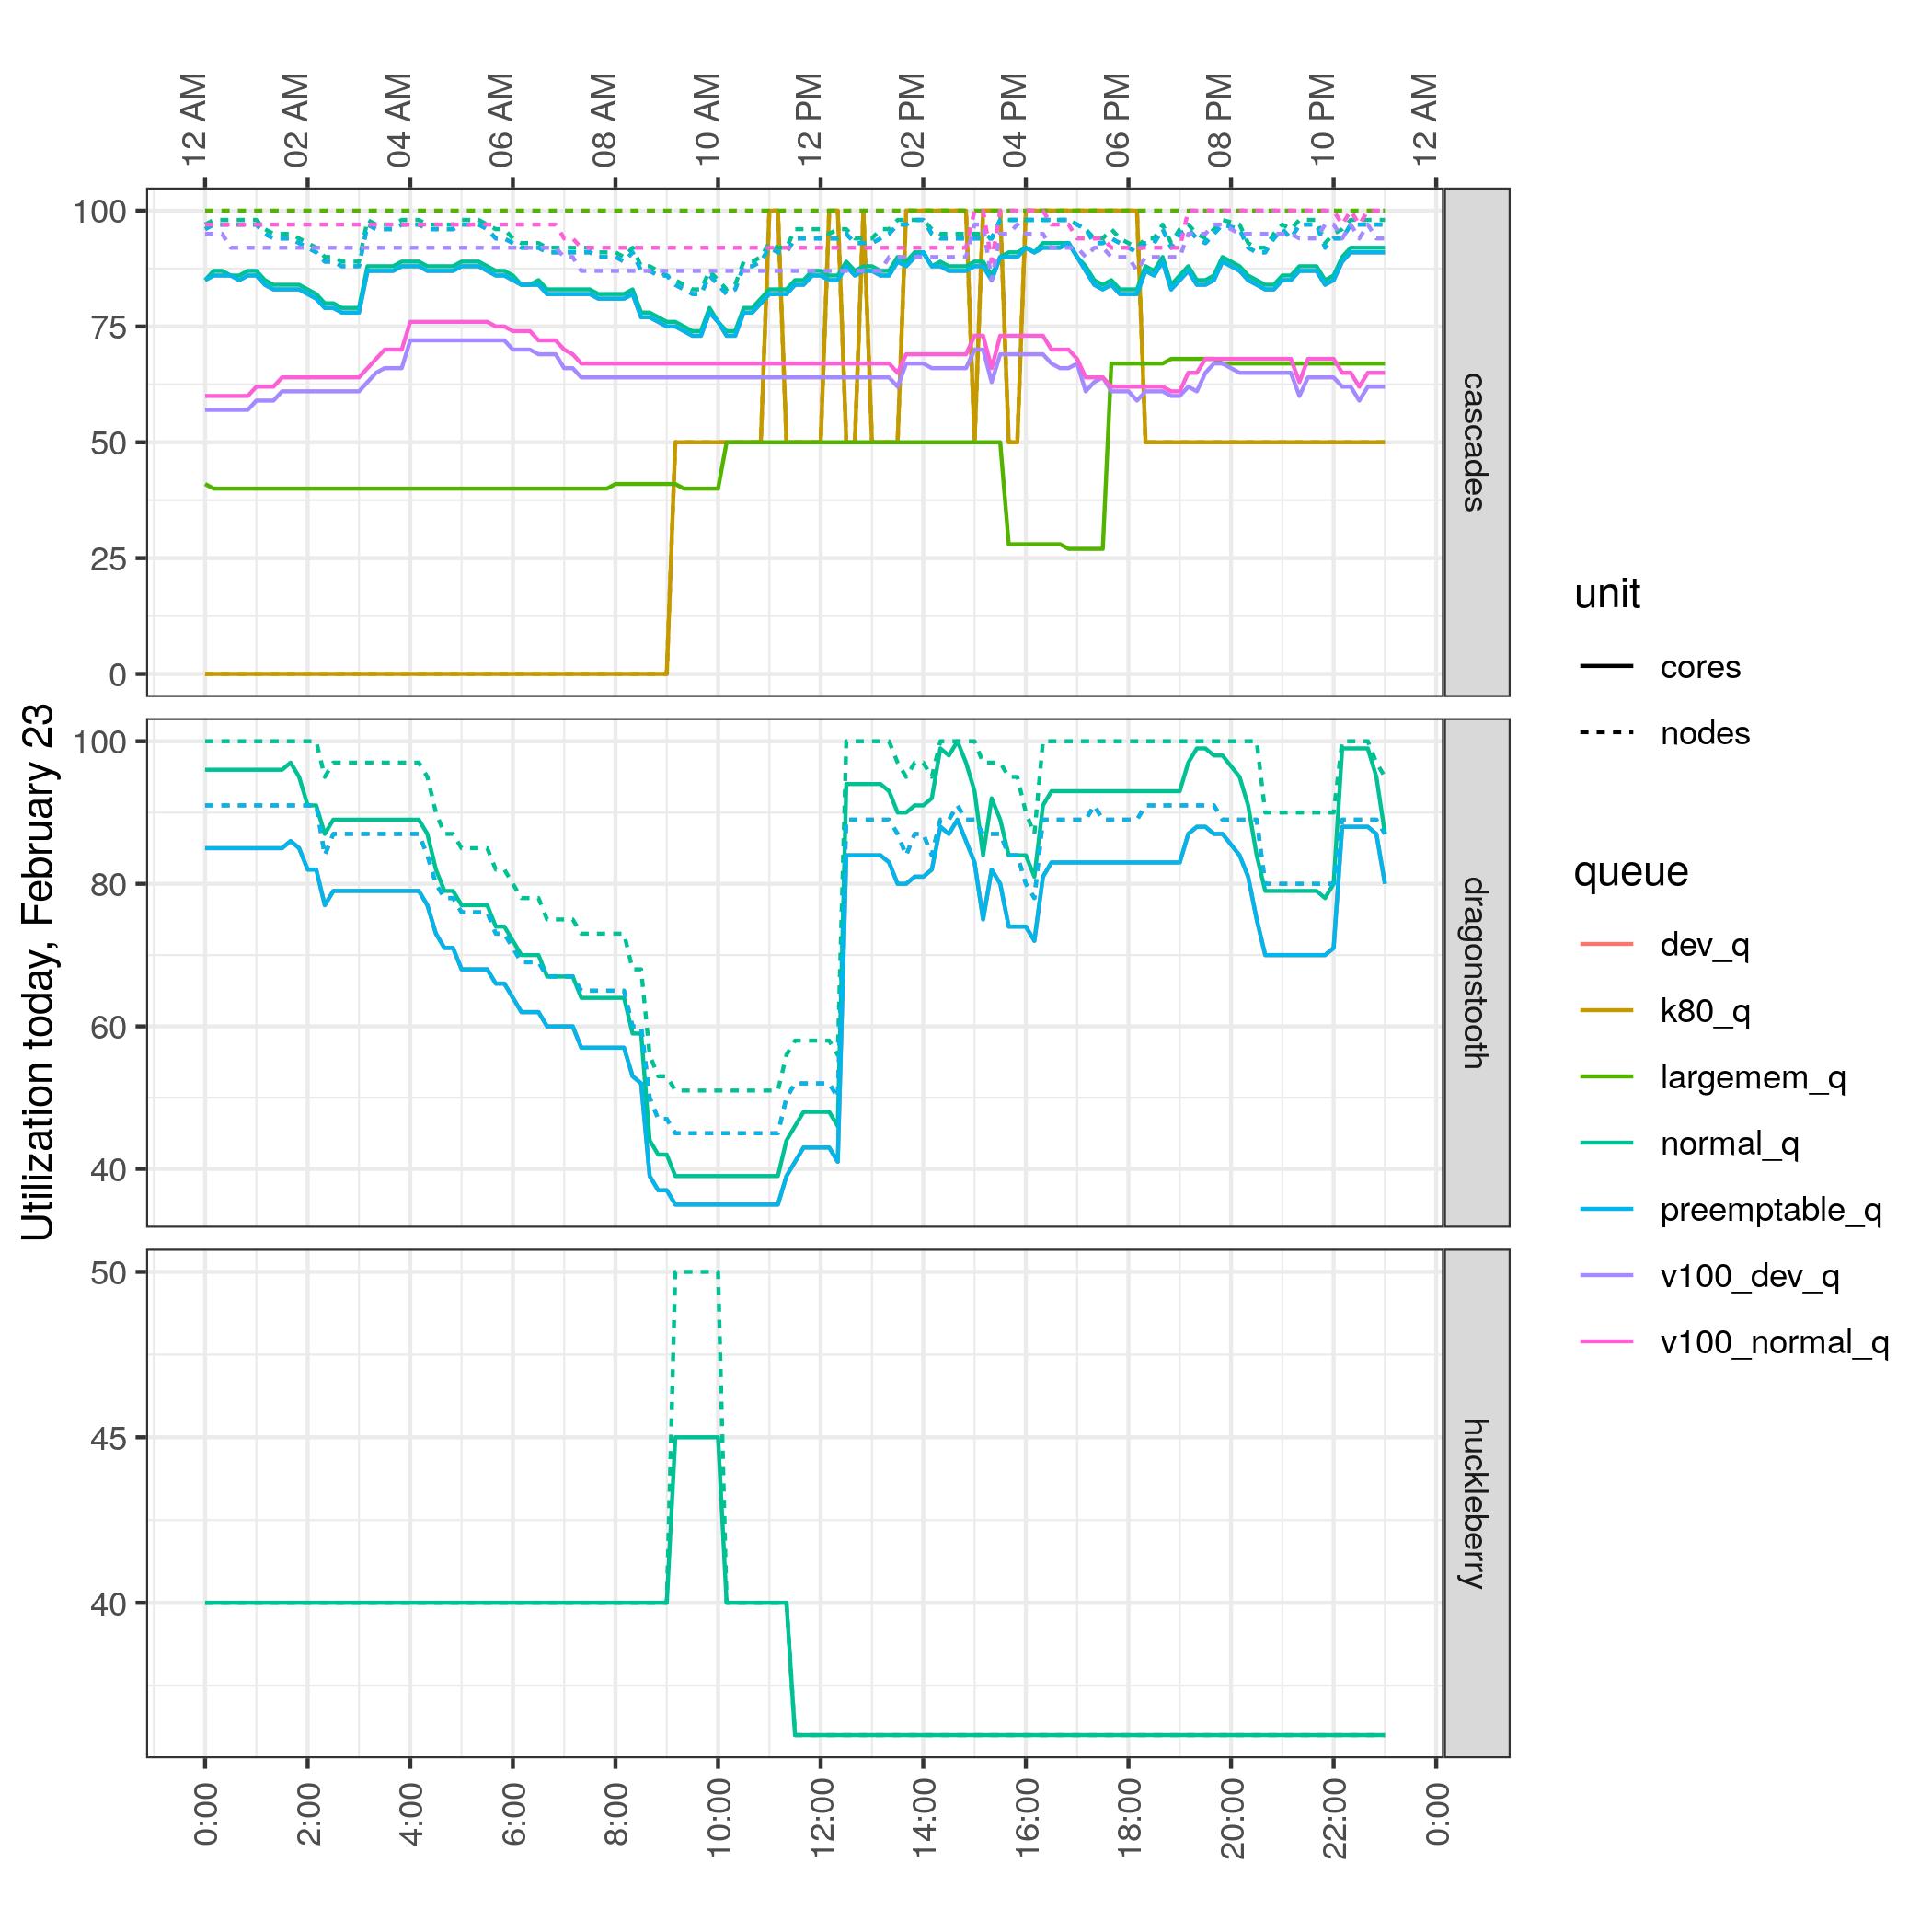 12 AM
02 AM
04 AM
06 AM
08 AM
10 AM
12 PM
02 PM
04 PM
06 PM
08 PM
10 PM
12 AM
Utilization today, February 23
100
75
50
25
0
cascades
100
80
60
40
dragonstooth
50
45
40
huckleberry
0:00
2:00
4:00
6:00
8:00
10:00
12:00
14:00
16:00
18:00
20:00
22:00
0:00
unit
cores
nodes
queue
dev_q
k80_q
largemem_q
normal_q
preemptable_q
v100_dev_q
v100_normal_q